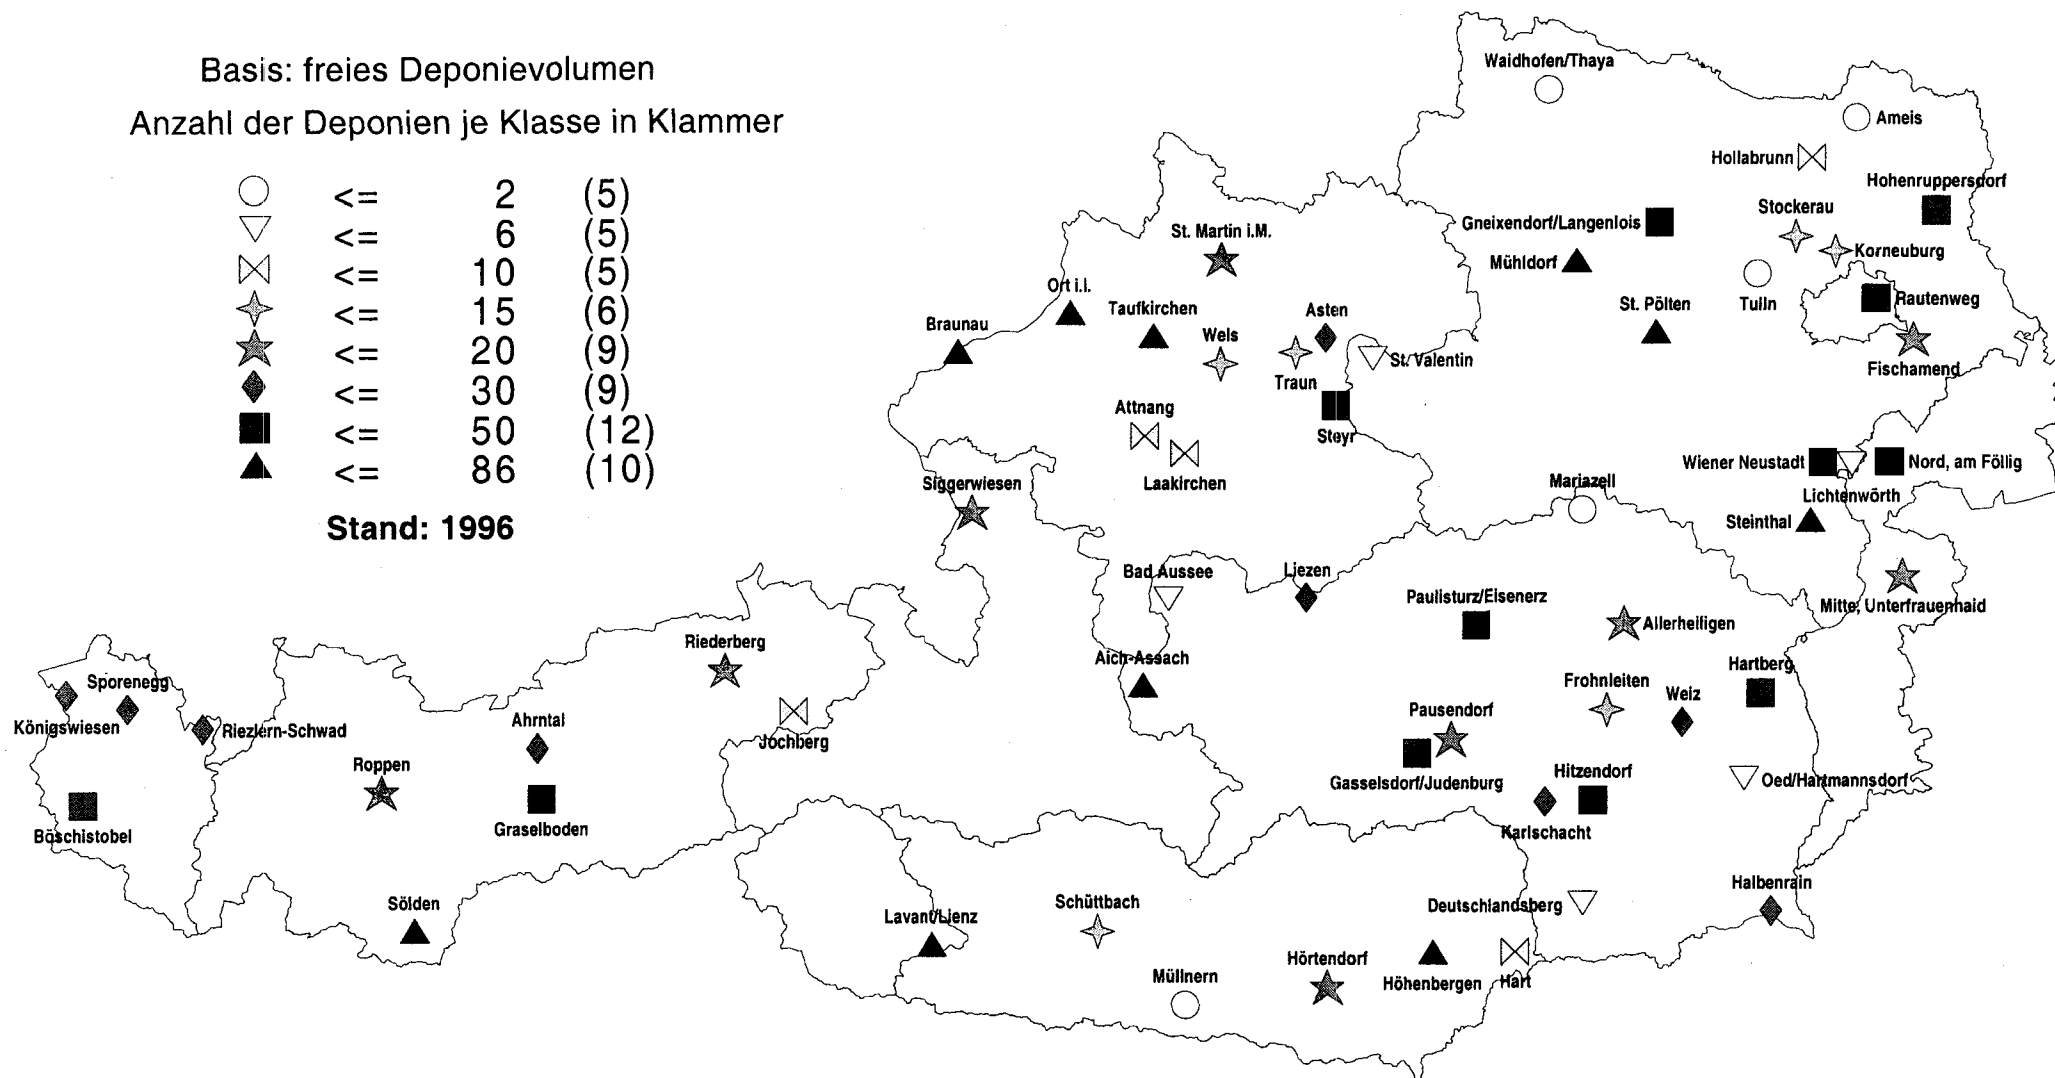 Basis: freies Deponievolumen
Anzahl der Deponien je Klasse in Klammer
<= 2 (5)
<= 6 (5)
<= 10 (5)
<= 15 (6)
<= 20 (9)
<= 30 (9)
<= 50 (12)
<= 86 (10)
Stand: 1996
Waidhofen/Thaya
Ameis
Hollabrunn
Hohenruppersdorf
Stockerau
Gneixendorf/Langenlois
St. Martin i.M.
Korneuburg
Mühldorf
Ort i.I.
Tulln
Rautenweg
Taufkirchen
Asten
St. Pölten
Braunau
Wels
St. Valentin
Fischamend
Traun
Attnang
Steyr
Wiener Neustadt
Nord, am Föllig
Siggerwiesen
Laakirchen
Mariazell
Lichtenwörth
Steinthal
Bad Aussee
Liezen
Paulisturz/Eisenerz
Mitte, Unterfrauenhaid
Allerheiligen
Riederberg
Aich-Assach
Hartberg
Sporenegg
Frohnleiten
Weiz
Königswiesen
Riezlern-Schwad
Ahrntal
Pausendorf
Jochberg
Roppen
Hitzendorf
Gasselsdorf/Judenburg
Oed/Hartmannsdorf
Böschistobel
Graselboden
Karlschacht
Halbenrain
Sölden
Schüttbach
Deutschlandsberg
Lavant/Lienz
Hörtendorf
Müllnern
Höhenbergen
Hart